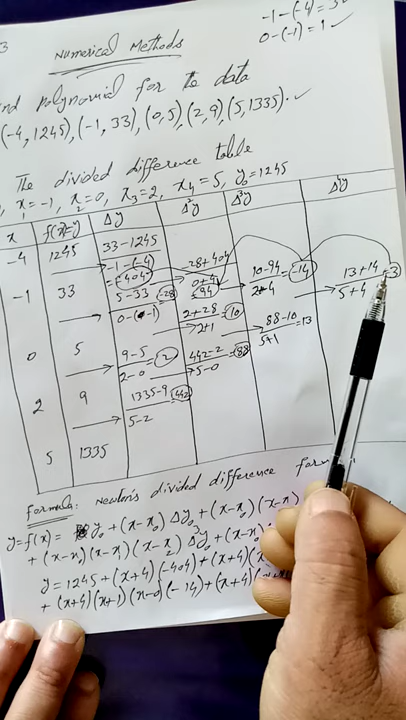 -1-(-4)=3
0-(-1)=1 ✓
3
Numerical Methods
Polynomial for the data
(-4,1245),(-1,33),(0,5),(2,9),(5,1335). ✓
The divided difference table
x₁=-1, x₂=0, x₃=2, x₄=5, y₀=1245
x f(x)=y Δy Δ²y Δ³y Δ⁴y
-4 1245 33-1245
-1-(-4) =-404 -28+404
0+4 =94 10-94
2+4 =-14 13+14
5+4 =3
-1 33 5-33
0-(-1) =-28 2+28
2+1 =10 88-10
5+1 =13
0 5 9-5
2-0 =2 442-2
5-0 =88
2 9 1335-9
5-2 =442
5 1335
Formula: Newton's divided difference
y=f(x)= y₀+(x-x₀)Δy₀+(x-x₀)(x-x₁)
+(x-x₀)(x-x₁)(x-x₂)Δ³y₀+(x-x₀)
y=1245+(x+4)(-404)+(x+4)(x
+(x+4)(x+1)(x-0)(-14)+(x+4)(x+1)